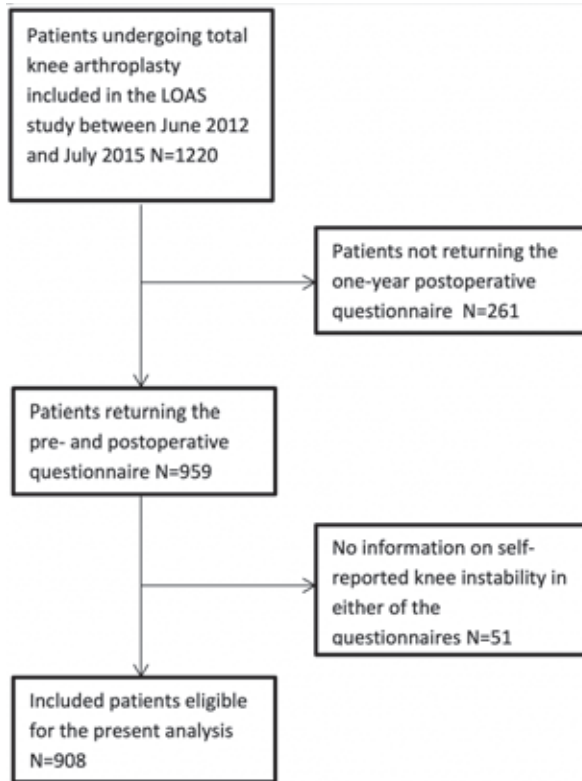 Patients undergoing total
knee arthroplasty
included in the LOAS
study between June 2012
and July 2015 N=1220
Patients not returning the
one-year postoperative
questionnaire N=261
Patients returning the
pre- and postoperative
questionnaire N=959
No information on self-
reported knee instability in
either of the
questionnaires N=51
Included patients eligible
for the present analysis
N=908